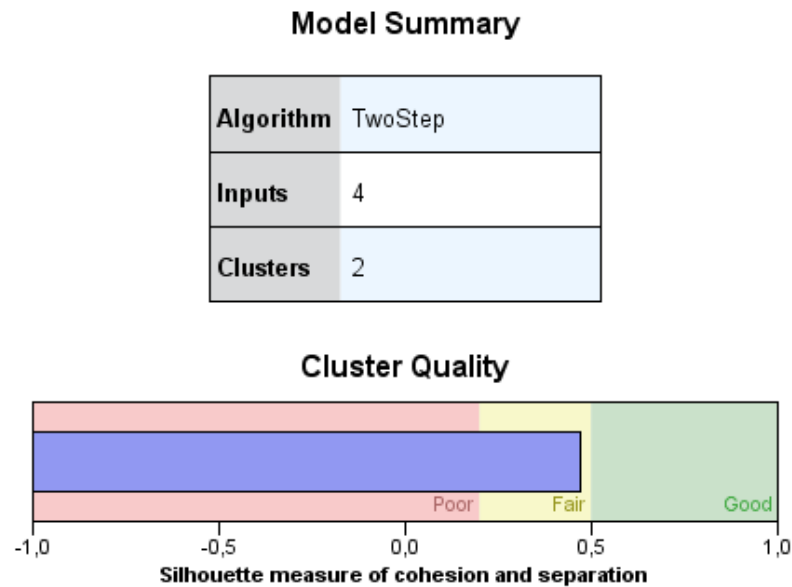 Model Summary
Algorithm TwoStep
Inputs 4
Clusters 2
Cluster Quality
Poor Fair Good
-1,0 -0,5 0,0 0,5 1,0
Silhouette measure of cohesion and separation